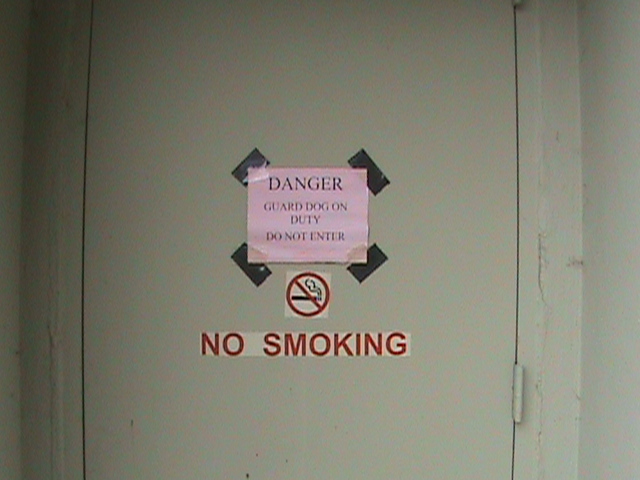 DANGER
GUARD DOG ON
DUTY
DO NOT ENTER
NO SMOKING